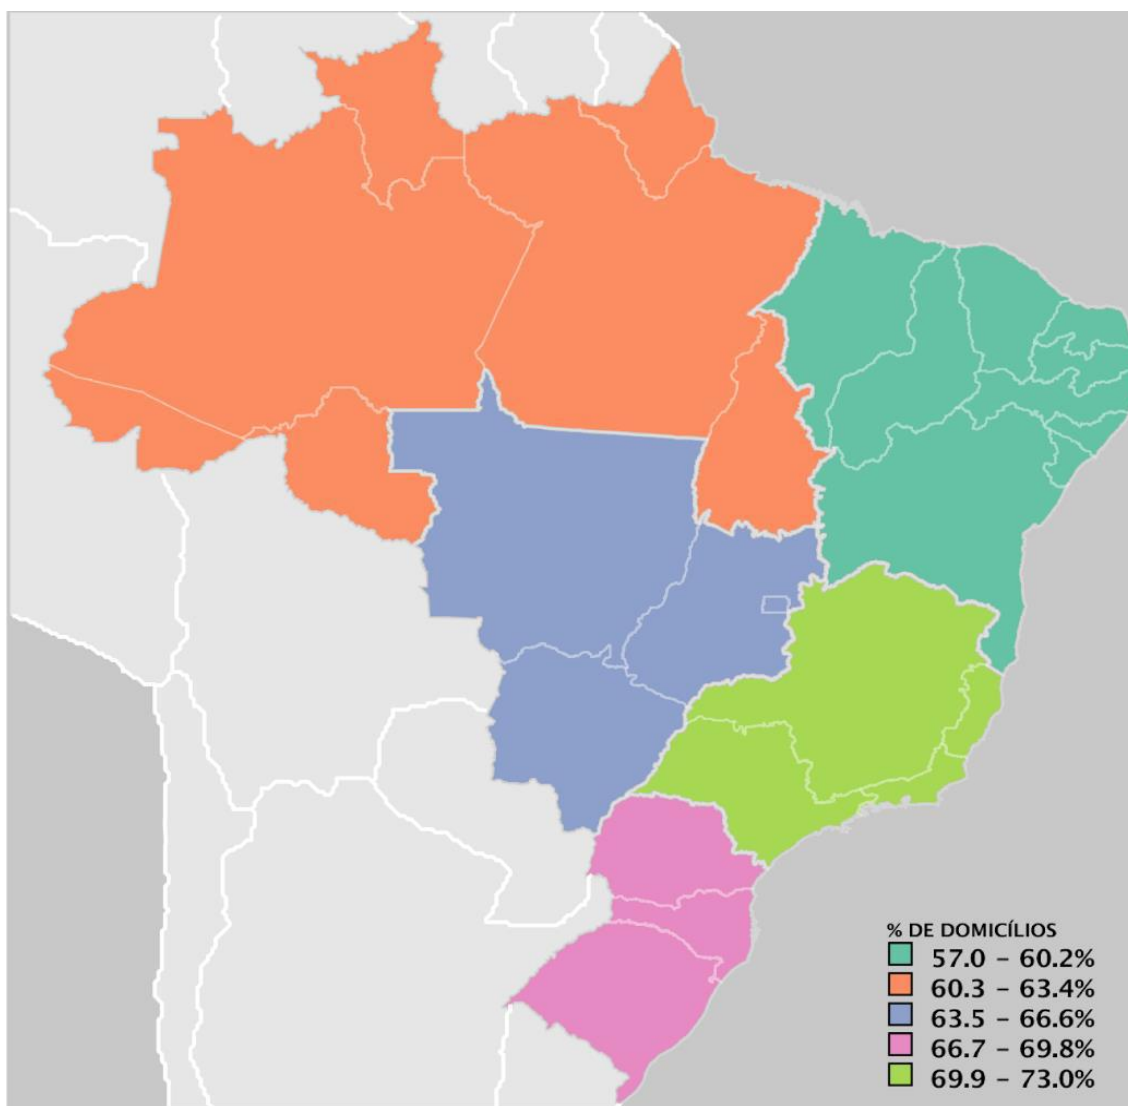 % DE DOMICÍLIOS
57.0 – 60.2%
60.3 – 63.4%
63.5 – 66.6%
66.7 – 69.8%
69.9 – 73.0%